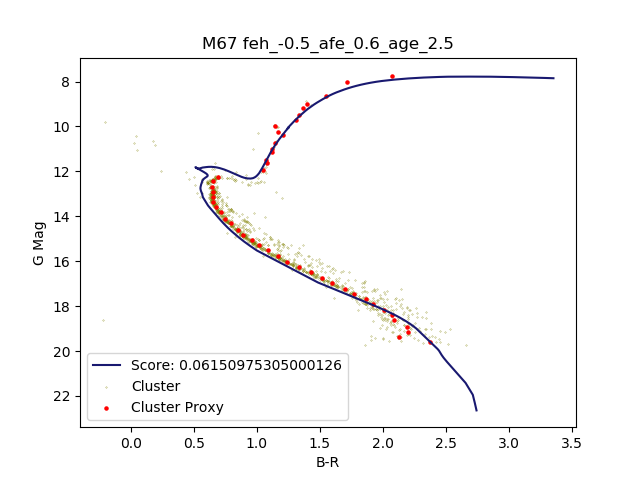 M67 feh_-0.5_afe_0.6_age_2.5
G Mag
8
10
12
14
16
18
20
22
Score: 0.06150975305000126
Cluster
Cluster Proxy
0.0 0.5 1.0 1.5 2.0 2.5 3.0 3.5
B-R